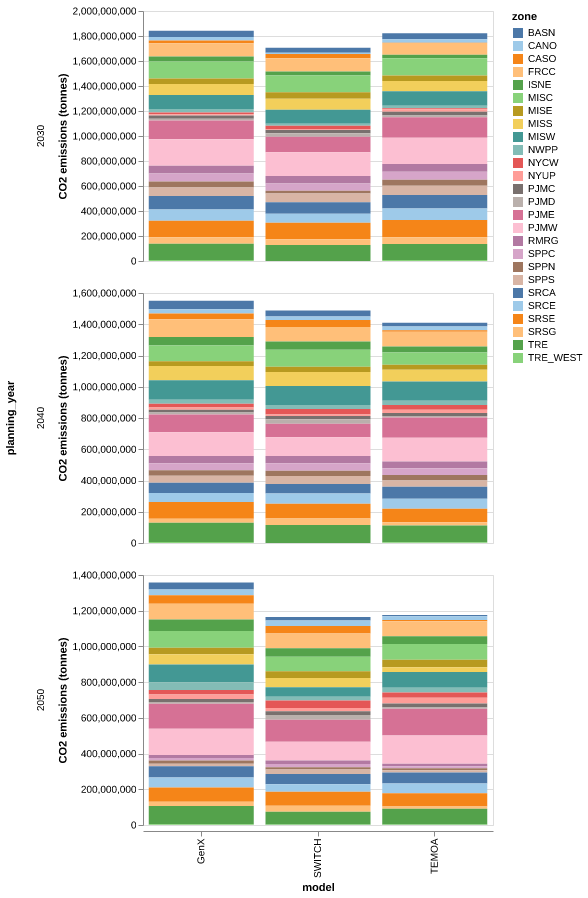 planning_year
2030
CO2 emissions (tonnes)
2,000,000,000
1,800,000,000
1,600,000,000
1,400,000,000
1,200,000,000
1,000,000,000
800,000,000
600,000,000
400,000,000
200,000,000
0
2040
CO2 emissions (tonnes)
1,600,000,000
1,400,000,000
1,200,000,000
1,000,000,000
800,000,000
600,000,000
400,000,000
200,000,000
0
2050
CO2 emissions (tonnes)
1,400,000,000
1,200,000,000
1,000,000,000
800,000,000
600,000,000
400,000,000
200,000,000
0
GenX
SWITCH
TEMOA
model
zone
BASN
CANO
CASO
FRCC
ISNE
MISC
MISE
MISS
MISW
NWPP
NYCW
NYUP
PJMC
PJMD
PJME
PJMW
RMRG
SPPC
SPPN
SPPS
SRCA
SRCE
SRSE
SRSG
TRE
TRE_WEST